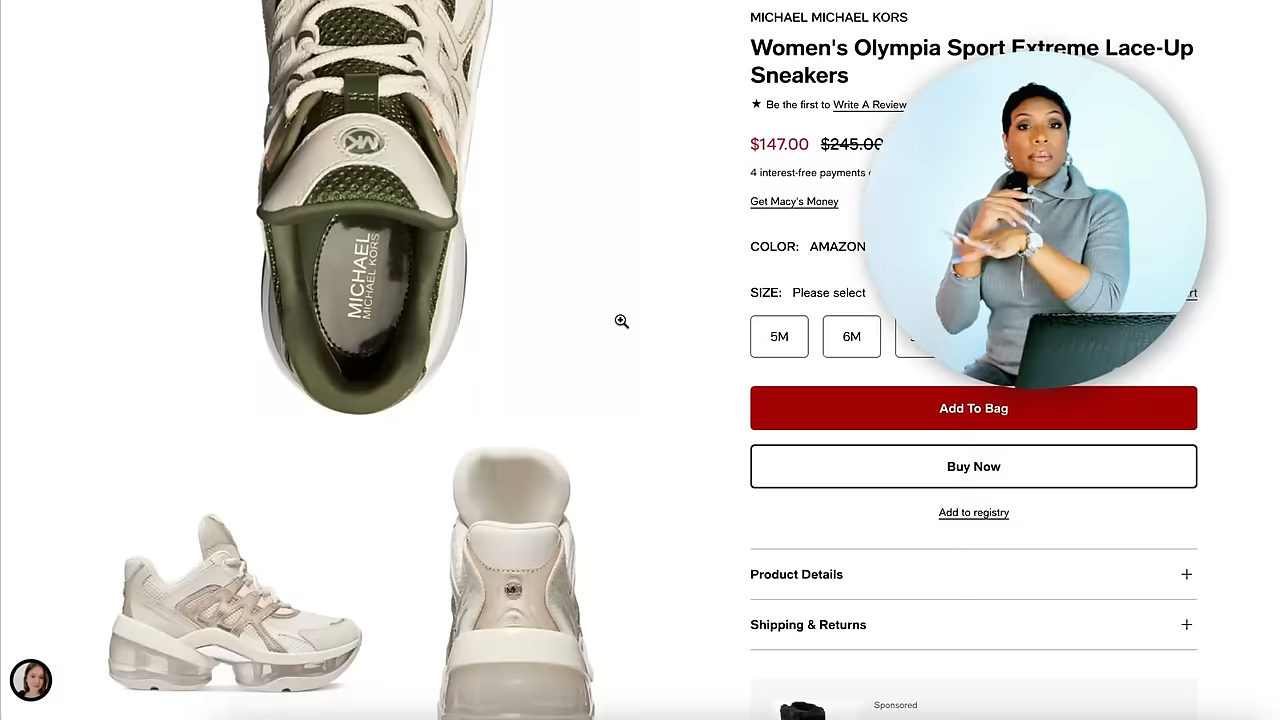 MICHAEL MICHAEL KORS
Women's Olympia Sport Extreme Lace-Up
Sneakers
★ Be the first to Write A Review
$147.00 $245.00
4 interest-free payments
Get Macy's Money
COLOR: AMAZON
SIZE: Please select
5M 6M
Add To Bag
Buy Now
Add to registry
Product Details +
Shipping & Returns +
Sponsored
MK
MICHAEL
MICHAEL KORS